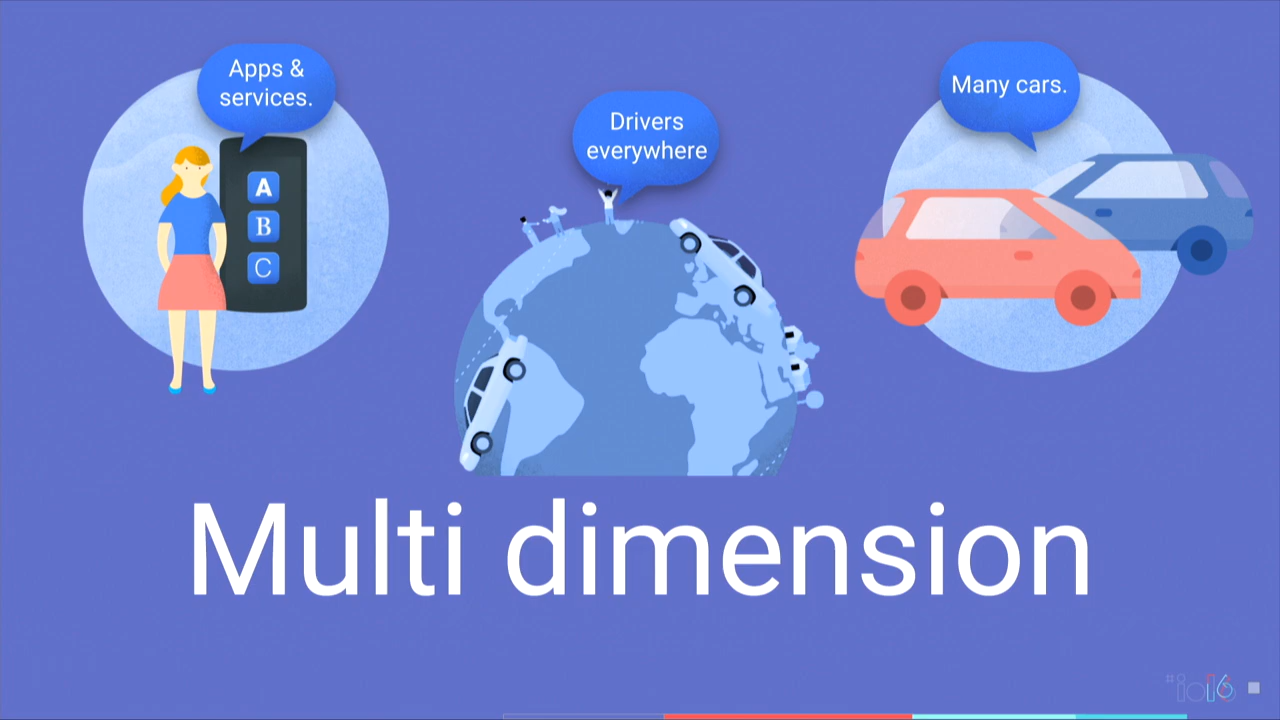 Apps &
services.
A
B
C
Drivers
everywhere
Many cars.
Multi dimension
#io16